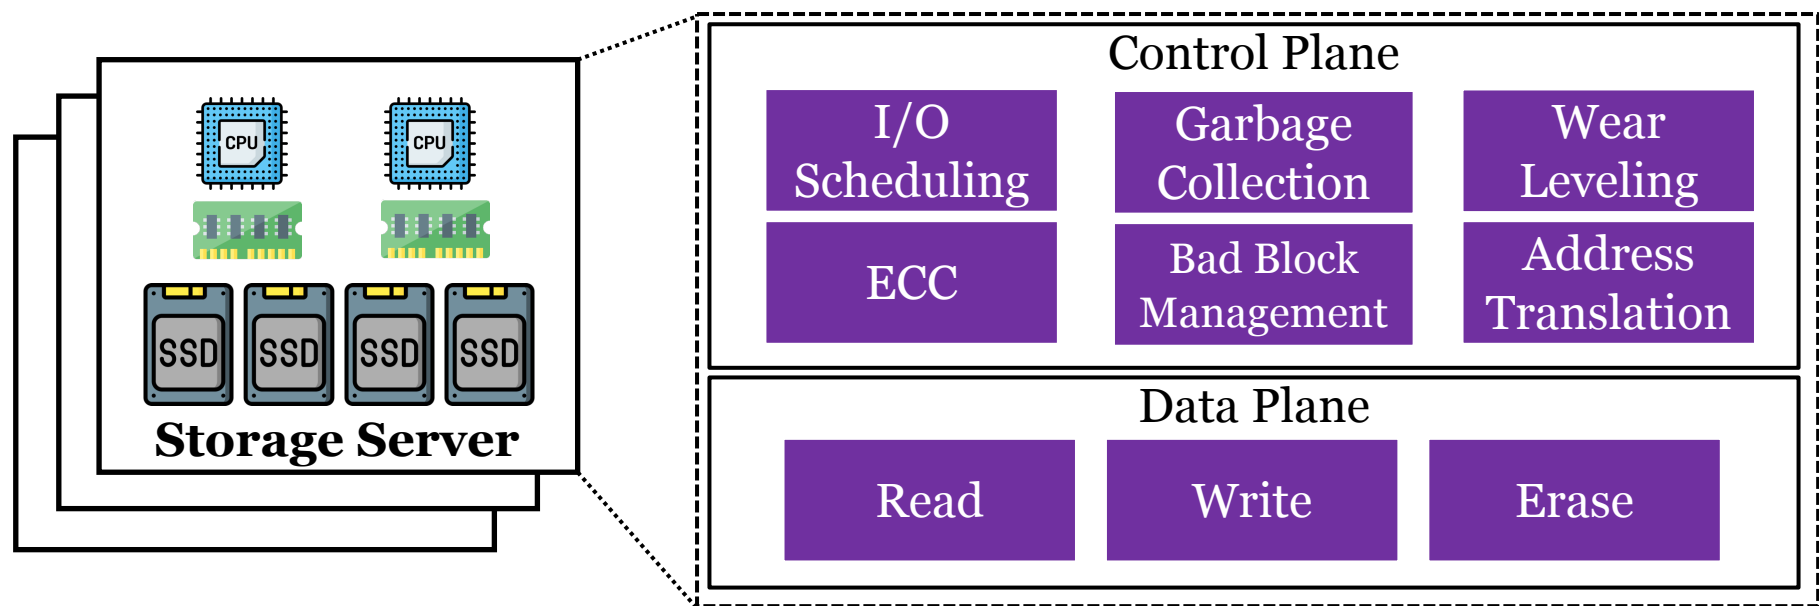 CPU
CPU
SSD
SSD
SSD
SSD
Storage Server
Control Plane
I/O
Scheduling
Garbage
Collection
Wear
Leveling
ECC
Bad Block
Management
Address
Translation
Data Plane
Read
Write
Erase